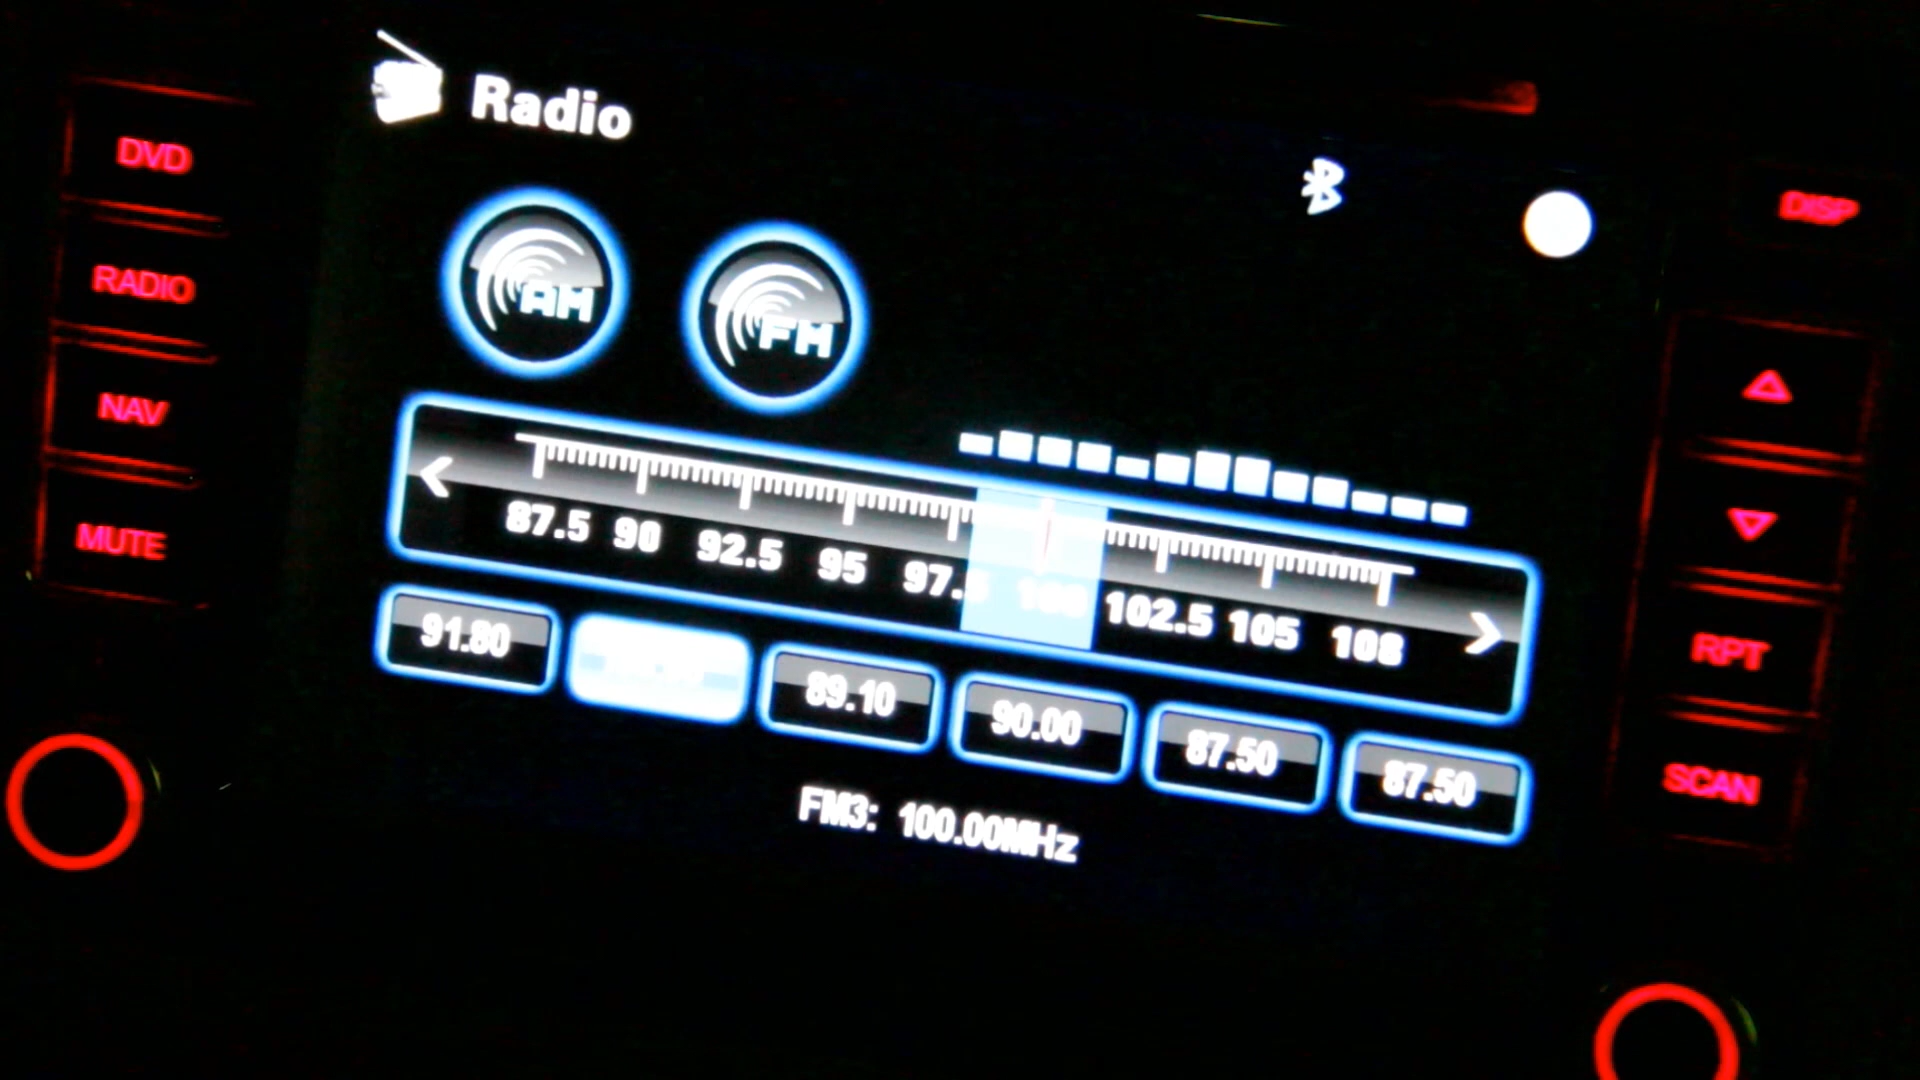 Radio
DVD
DISP
AM
FM
RADIO
NAV
MUTE
87.5 90 92.5 95 97.5 100 102.5 105 108
91.80
89.10
90.00
87.50
87.50
RPT
SCAN
FM3: 100.00MHz